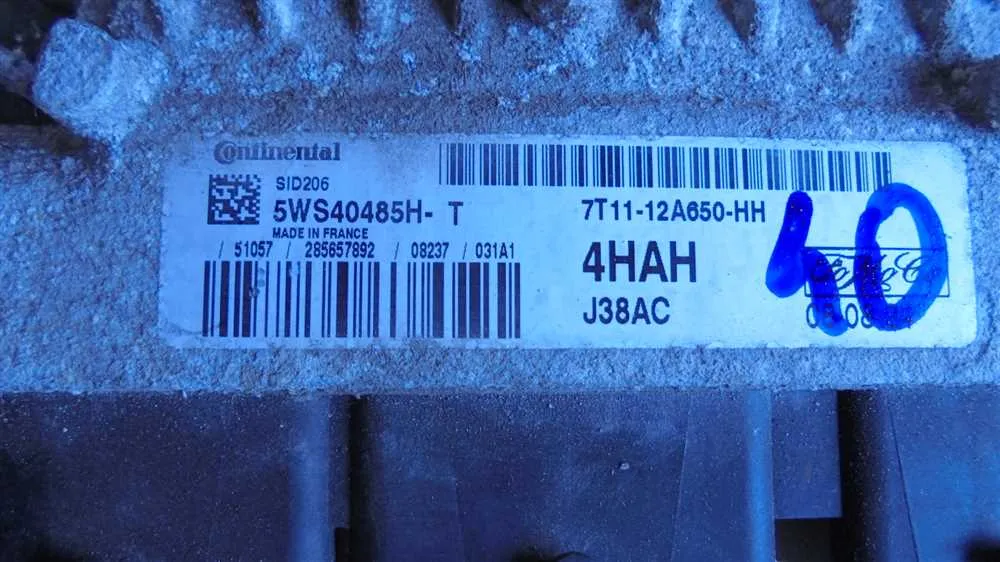 Continental
SID206
5WS40485H- T
MADE IN FRANCE
/ 51057 / 285657892 / 08237 / 031A1
7T11-12A650-HH
4HAH
J38AC
40